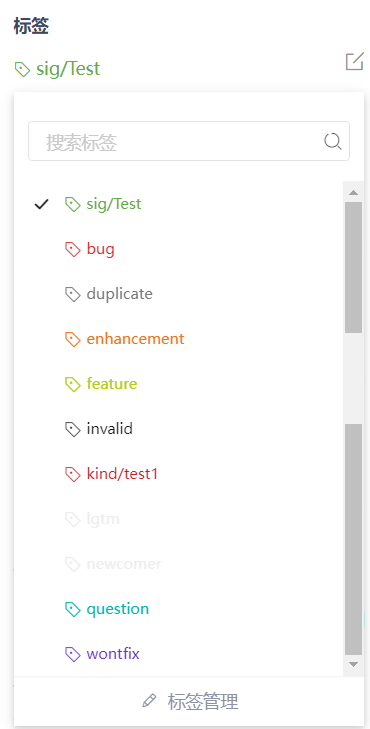 标签
sig/Test
搜索标签
sig/Test
bug
duplicate
enhancement
feature
invalid
kind/test1
lgtm
newcomer
question
wontfix
标签管理